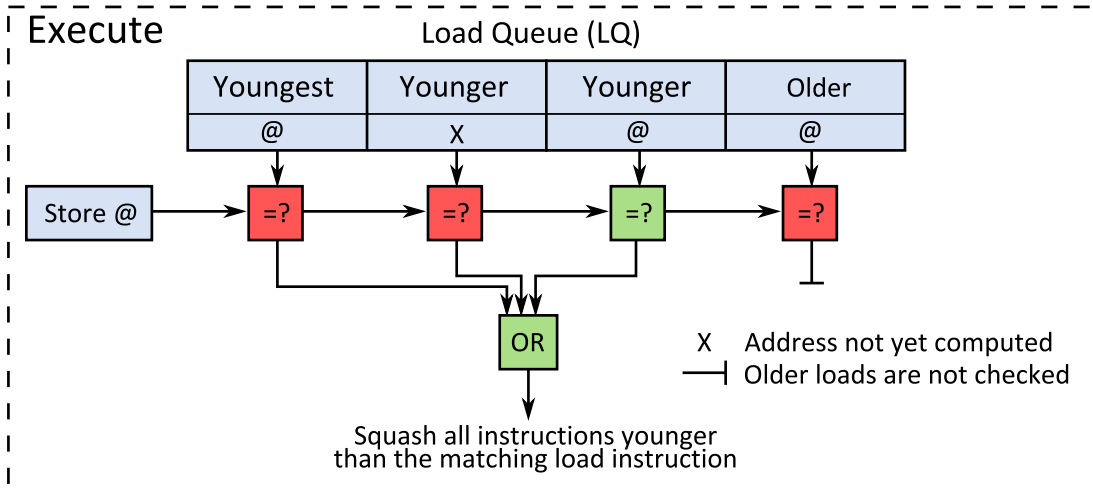 Execute
Load Queue (LQ)
Youngest Younger Younger Older
@ X @ @
Store @ =? =? =? =?
OR
X Address not yet computed
Older loads are not checked
Squash all instructions younger
than the matching load instruction